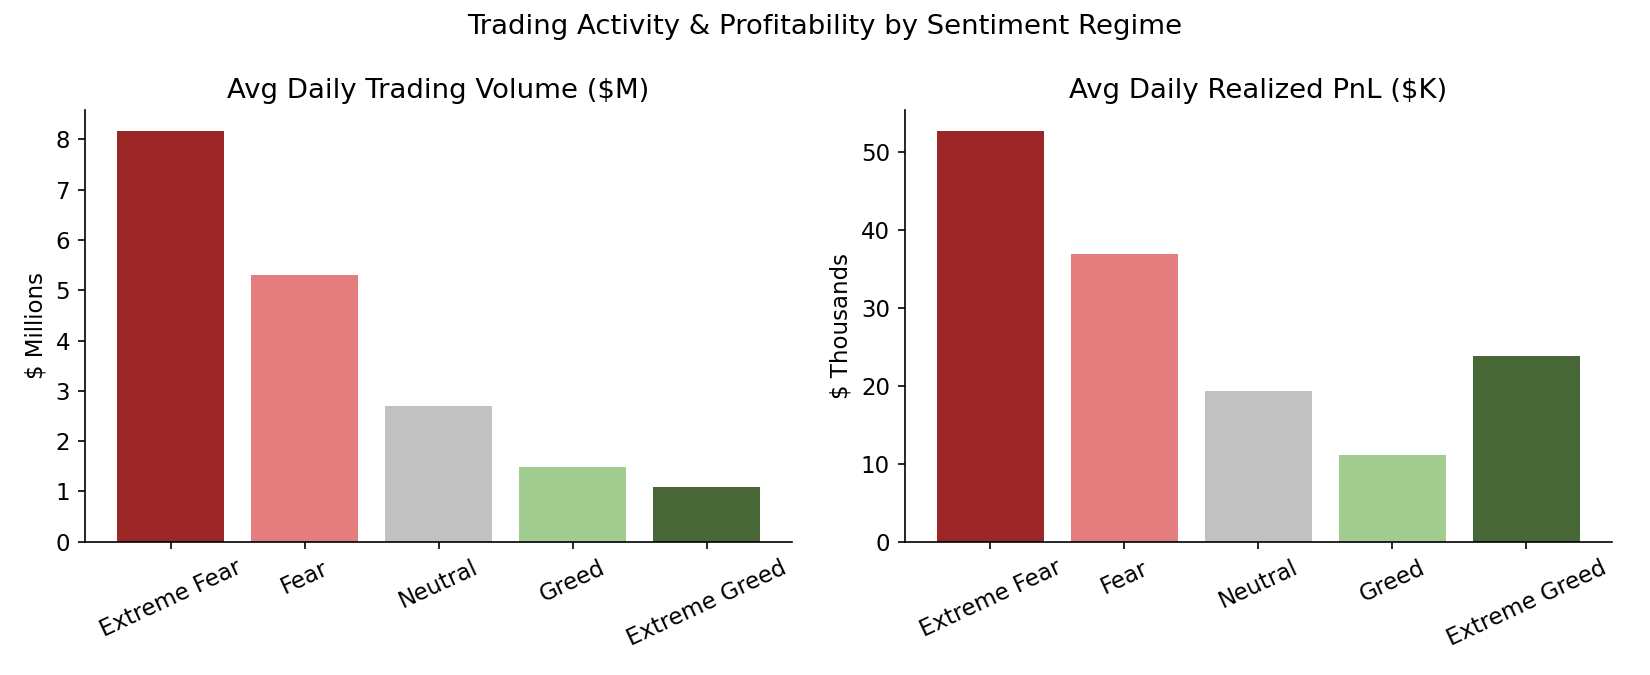 Trading Activity & Profitability by Sentiment Regime
Avg Daily Trading Volume ($M)
$ Millions
8
7
6
5
4
3
2
1
0
Extreme Fear
Fear
Neutral
Greed
Extreme Greed
Avg Daily Realized PnL ($K)
$ Thousands
50
40
30
20
10
0
Extreme Fear
Fear
Neutral
Greed
Extreme Greed